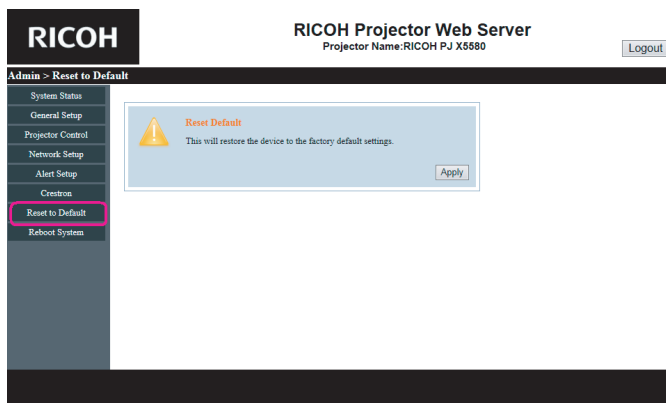 RICOH
RICOH Projector Web Server
Projector Name:RICOH PJ X5580
Logout
Admin > Reset to Default
System Status
General Setup
Projector Control
Network Setup
Alert Setup
Crestron
Reset to Default
Reboot System
Reset Default
This will restore the device to the factory default settings.
Apply